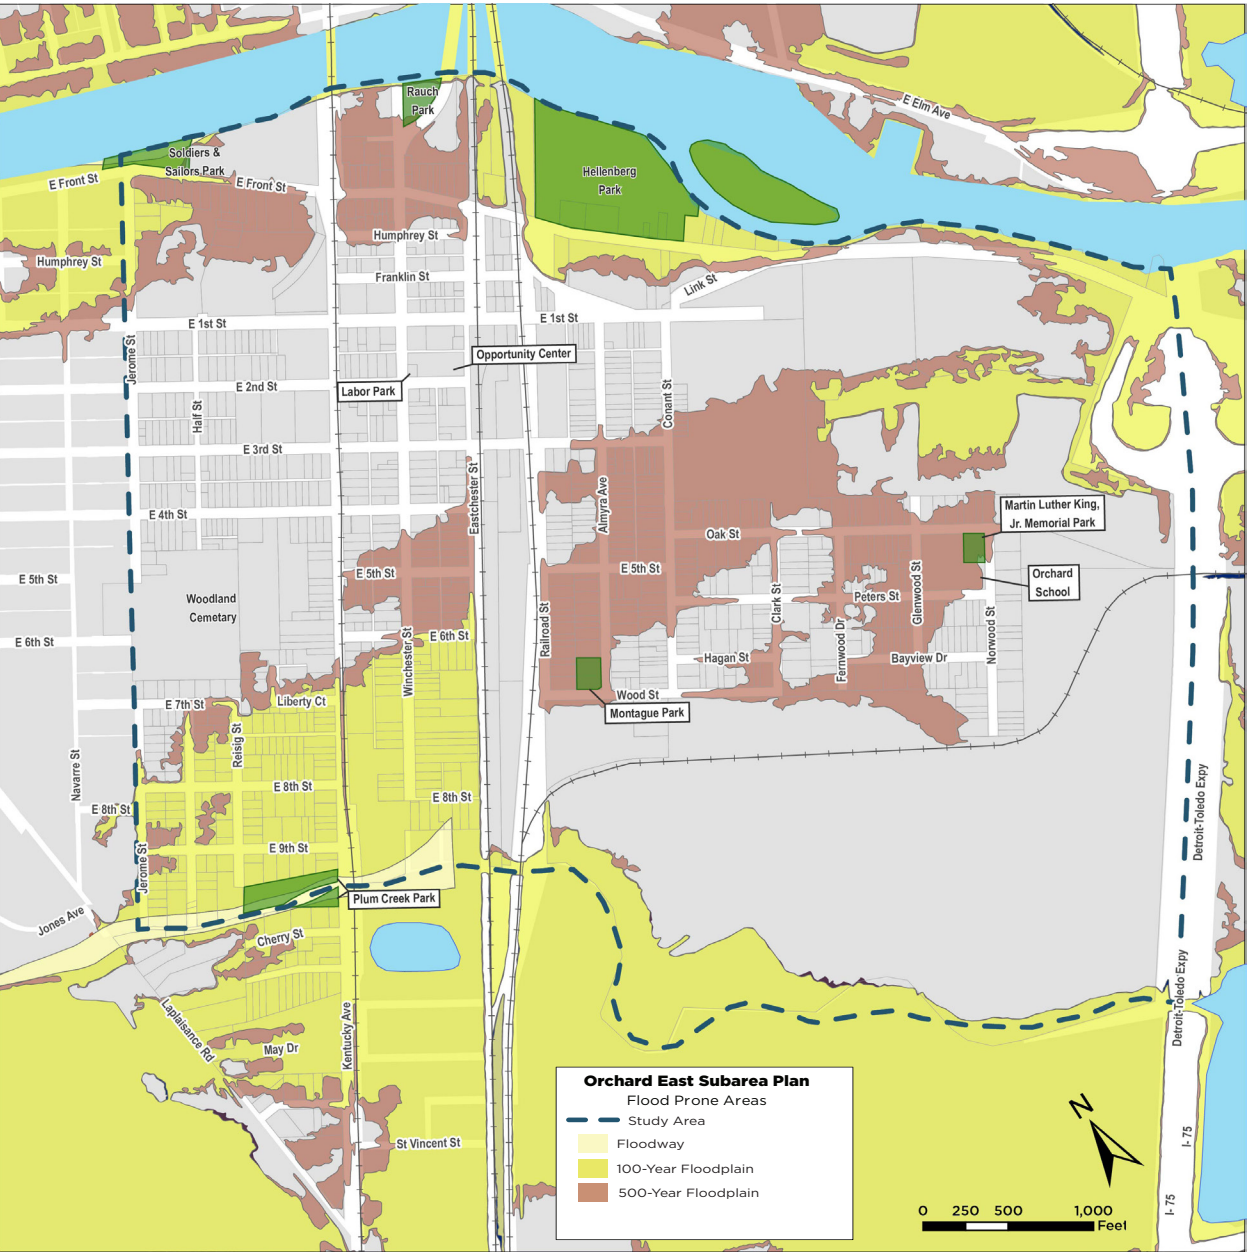 Rauch
Park
E Elm Ave
Soldiers &
Sailors Park
E Front St
E Front St
Hellenberg
Park
Humphrey St
Humphrey St
Franklin St
Link St
E 1st St
E 1st St
Jerome St
Opportunity Center
Labor Park
E 2nd St
Half St
Conant St
E 3rd St
E 4th St
Eastchester St
Almyra Ave
Martin Luther King,
Jr. Memorial Park
Oak St
E 5th St
E 5th St
E 5th St
Orchard
School
Woodland
Cemetery
Clark St
Peters St
Glenwood St
E 6th St
E 6th St
Railroad St
Winchester St
Fernwood Dr
Norwood St
Hagan St
Bayview Dr
E 7th St
Liberty Ct
Wood St
Montague Park
Reisig St
Navarre St
E 8th St
E 8th St
E 8th St
Detroit-Toledo Expy
E 9th St
Jerome St
Plum Creek Park
Jones Ave
Cherry St
Detroit-Toledo Expy
Laplaisance Rd
Kentucky Ave
May Dr
St Vincent St
Orchard East Subarea Plan
Flood Prone Areas
Study Area
Floodway
100-Year Floodplain
500-Year Floodplain
N
I- 75
I- 75
0 250 500 1,000
Feet